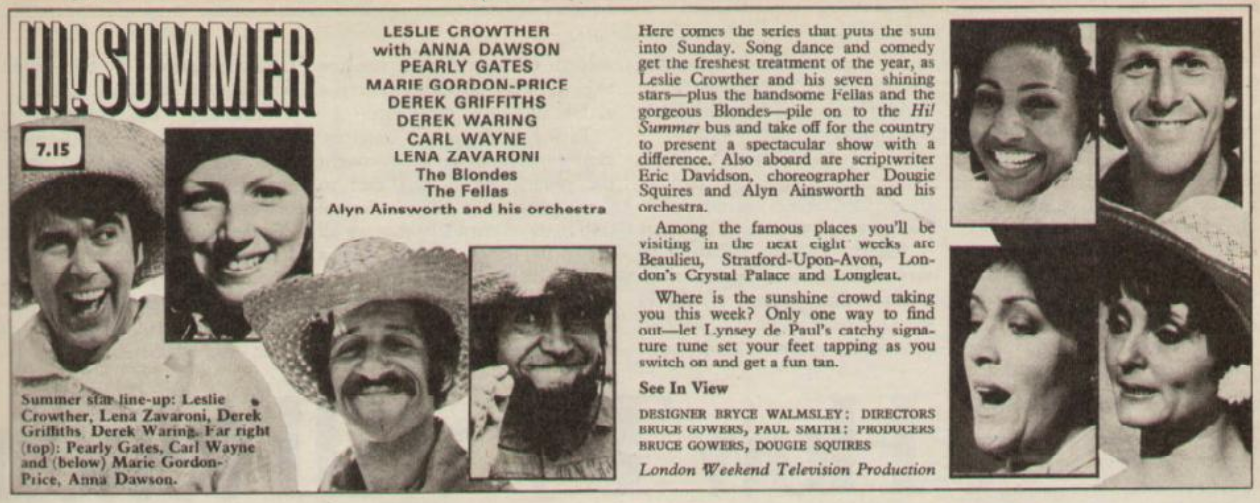 HI! SUMMER
7.15
Summer star line-up: Leslie
Crowther, Lena Zavaroni, Derek
Griffiths, Derek Waring. Far right
(top): Pearly Gates, Carl Wayne
and (below) Marie Gordon-
Price, Anna Dawson.
LESLIE CROWTHER
with ANNA DAWSON
PEARLY GATES
MARIE GORDON-PRICE
DEREK GRIFFITHS
DEREK WARING
CARL WAYNE
LENA ZAVARONI
The Blondes
The Fellas
Alyn Ainsworth and his orchestra
Here comes the series that puts the sun
into Sunday. Song dance and comedy
get the freshest treatment of the year, as
Leslie Crowther and his seven shining
stars—plus the handsome Fellas and the
gorgeous Blondes—pile on to the Hi!
Summer bus and take off for the country
to present a spectacular show with a
difference. Also aboard are scriptwriter
Eric Davidson, choreographer Dougie
Squires and Alyn Ainsworth and his
orchestra.
Among the famous places you'll be
visiting in the next eight weeks are
Beaulieu, Stratford-Upon-Avon, Lon-
don's Crystal Palace and Longleat.
Where is the sunshine crowd taking
you this week? Only one way to find
out—let Lynsey de Paul's catchy signa-
ture tune set your feet tapping as you
switch on and get a fun tan.
See In View
DESIGNER BRYCE WALMSLEY: DIRECTORS
BRUCE GOWERS, PAUL SMITH: PRODUCERS
BRUCE GOWERS, DOUGIE SQUIRES
London Weekend Television Production